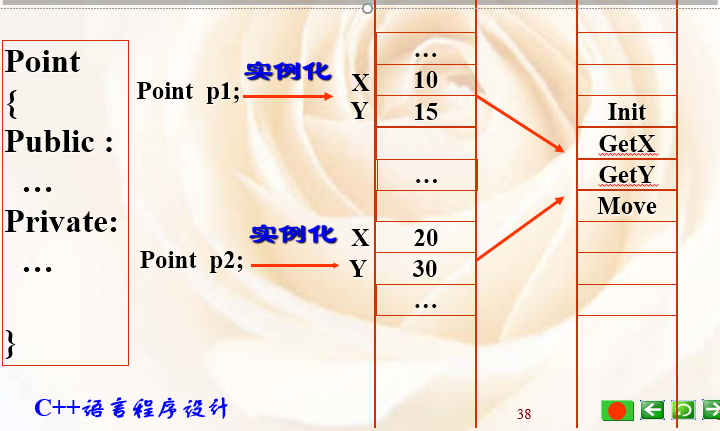 Point
{
Public :
…
Private:
…
}
Point p1;
实例化
X
Y
…
10
15
…
Point p2;
实例化
X
Y
20
30
…
Init
GetX
GetY
Move
C++语言程序设计
38